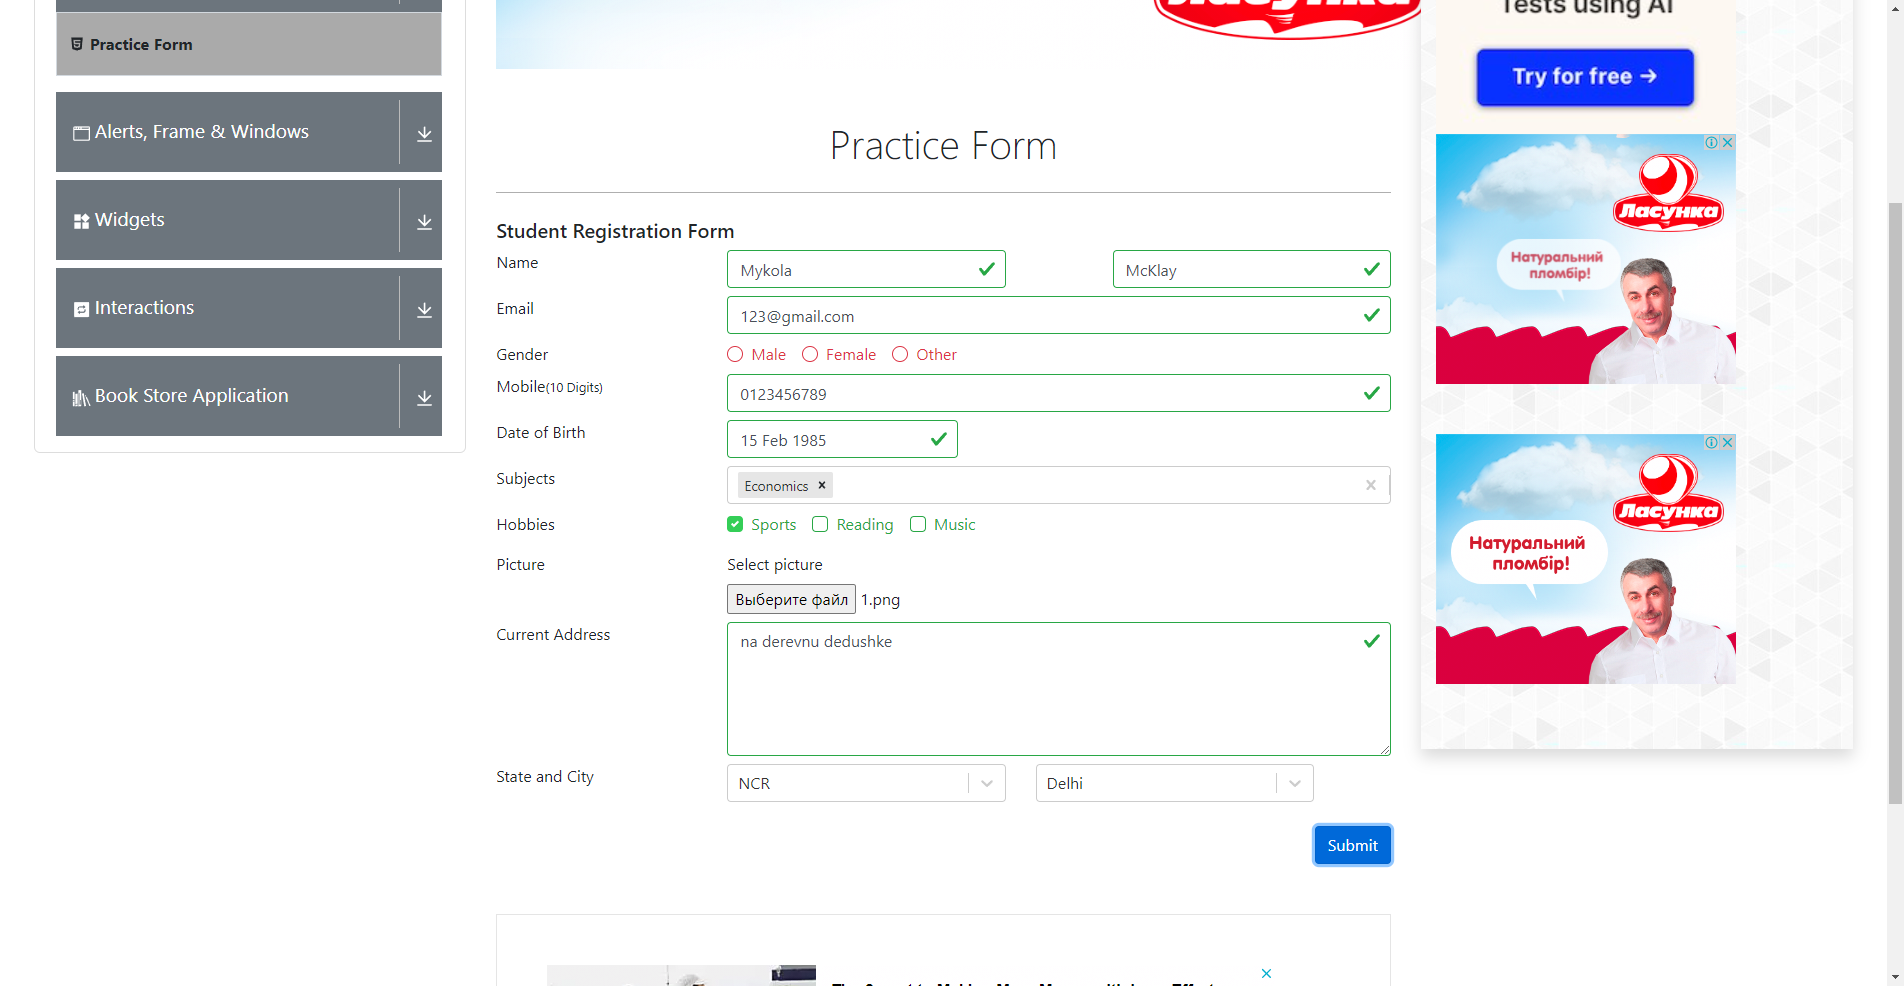 Practice Form
Alerts, Frame & Windows
Widgets
Interactions
Book Store Application
Ласунка
Practice Form
Student Registration Form
Name
Mykola
McKlay
Email
123@gmail.com
Gender
Male
Female
Other
Mobile(10 Digits)
0123456789
Date of Birth
15 Feb 1985
Subjects
Economics
Hobbies
Sports
Reading
Music
Picture
Select picture
Выберите файл 1.png
Current Address
na derevnu dedushke
State and City
NCR
Delhi
Submit
Tests using AI
Try for free →
Ласунка
Натуральний
пломбір!
Ласунка
Натуральний
пломбір!